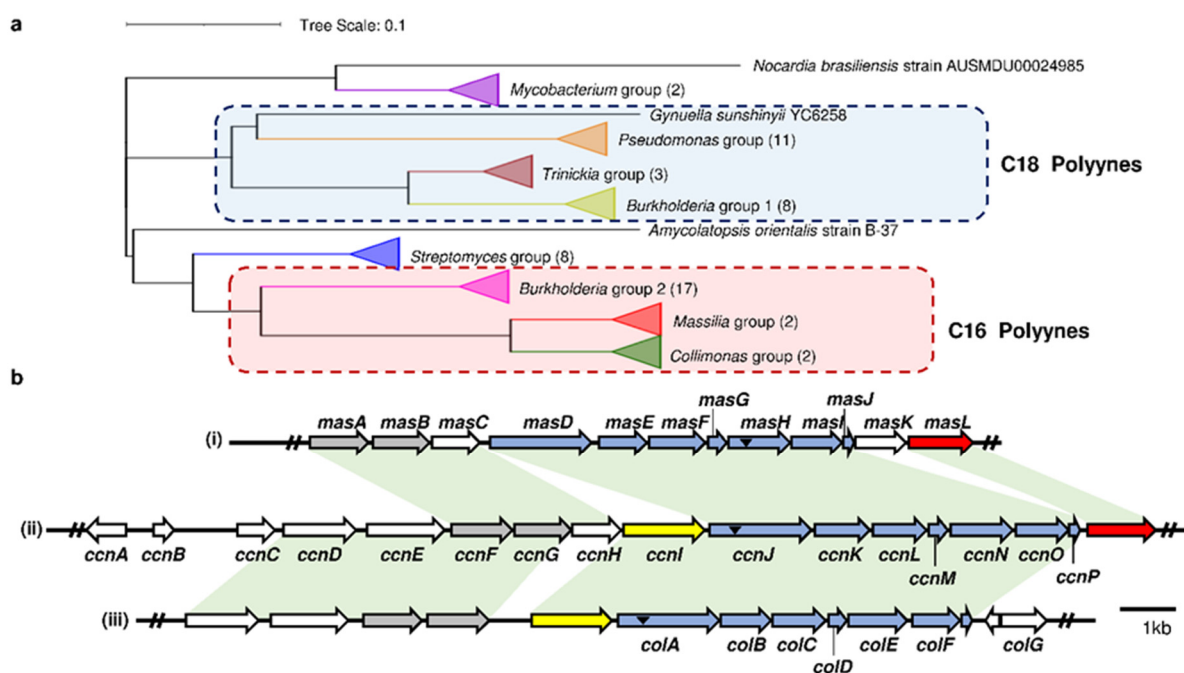 a
Tree Scale: 0.1
Nocardia brasiliensis strain AUSMDU00024985
Mycobacterium group (2)
Gynuella sunshinyii YC6258
Pseudomonas group (11)
Trinickia group (3)
Burkholderia group 1 (8)
C18 Polyynes
Amycolatopsis orientalis strain B-37
Streptomyces group (8)
Burkholderia group 2 (17)
Massilia group (2)
Collimonas group (2)
C16 Polyynes
b
masG masJ
masA masB masC masD masE masF masH masI masK masL
(i)
(ii)
ccnA ccnB ccnC ccnD ccnE ccnF ccnG ccnH ccnI ccnJ ccnK ccnL ccnN ccnO
ccnM ccnP
(iii)
1kb
colA colB colC colE colF colG
colD